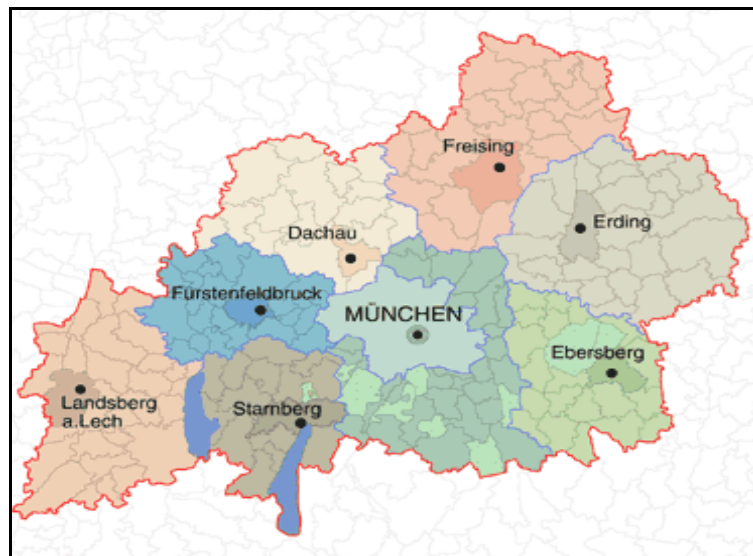 Freising
Erding
Dachau
Fürstenfeldbruck
MÜNCHEN
Ebersberg
Landsberg
a.Lech
Starnberg